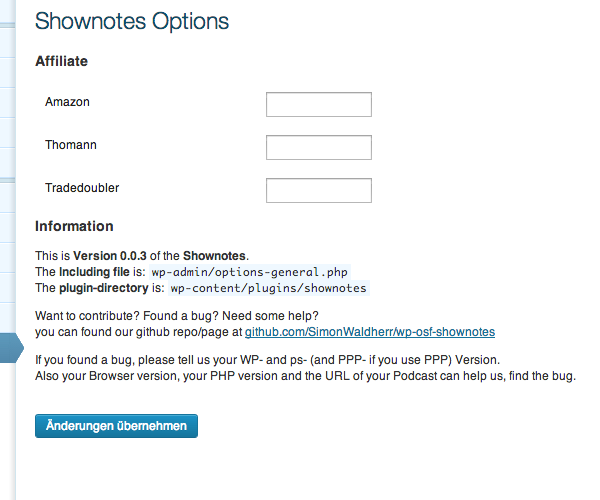 Shownotes Options
Affiliate
Amazon
Thomann
Tradedoubler
Information
This is Version 0.0.3 of the Shownotes.
The Including file is: wp-admin/options-general.php
The plugin-directory is: wp-content/plugins/shownotes
Want to contribute? Found a bug? Need some help?
you can found our github repo/page at github.com/SimonWaldherr/wp-osf-shownotes
If you found a bug, please tell us your WP- and ps- (and PPP- if you use PPP) Version.
Also your Browser version, your PHP version and the URL of your Podcast can help us, find the bug.
Änderungen übernehmen